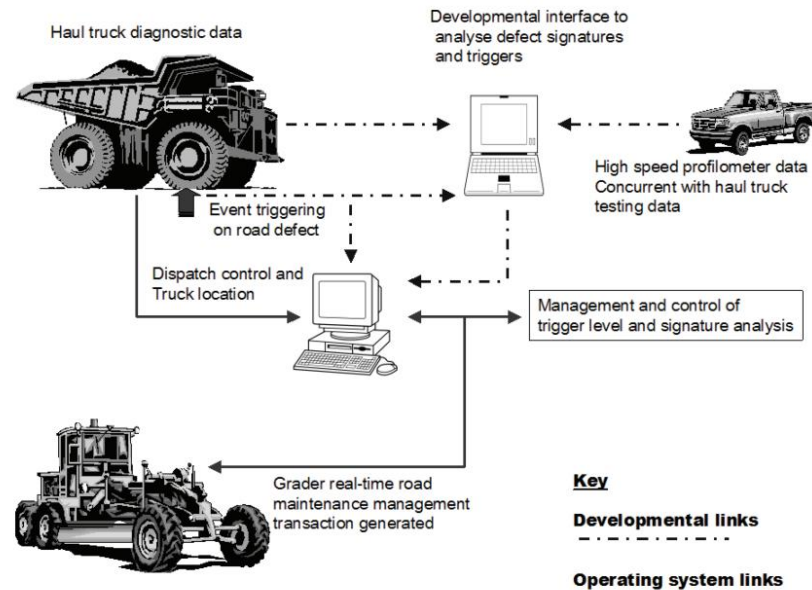 Haul truck diagnostic data
Developmental interface to
analyse defect signatures
and triggers
High speed profilometer data
Concurrent with haul truck
testing data
Event triggering
on road defect
Dispatch control and
Truck location
Management and control of
trigger level and signature analysis
Grader real-time road
maintenance management
transaction generated
Key
Developmental links
Operating system links